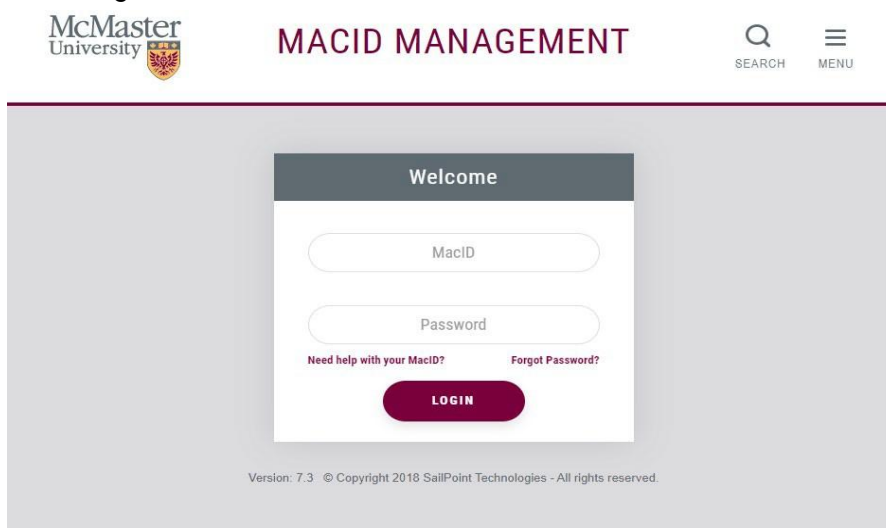 McMaster
University
MACID MANAGEMENT
SEARCH
MENU
Welcome
MacID
Password
Need help with your MacID? Forgot Password?
LOGIN
Version: 7.3 © Copyright 2018 SailPoint Technologies - All rights reserved.